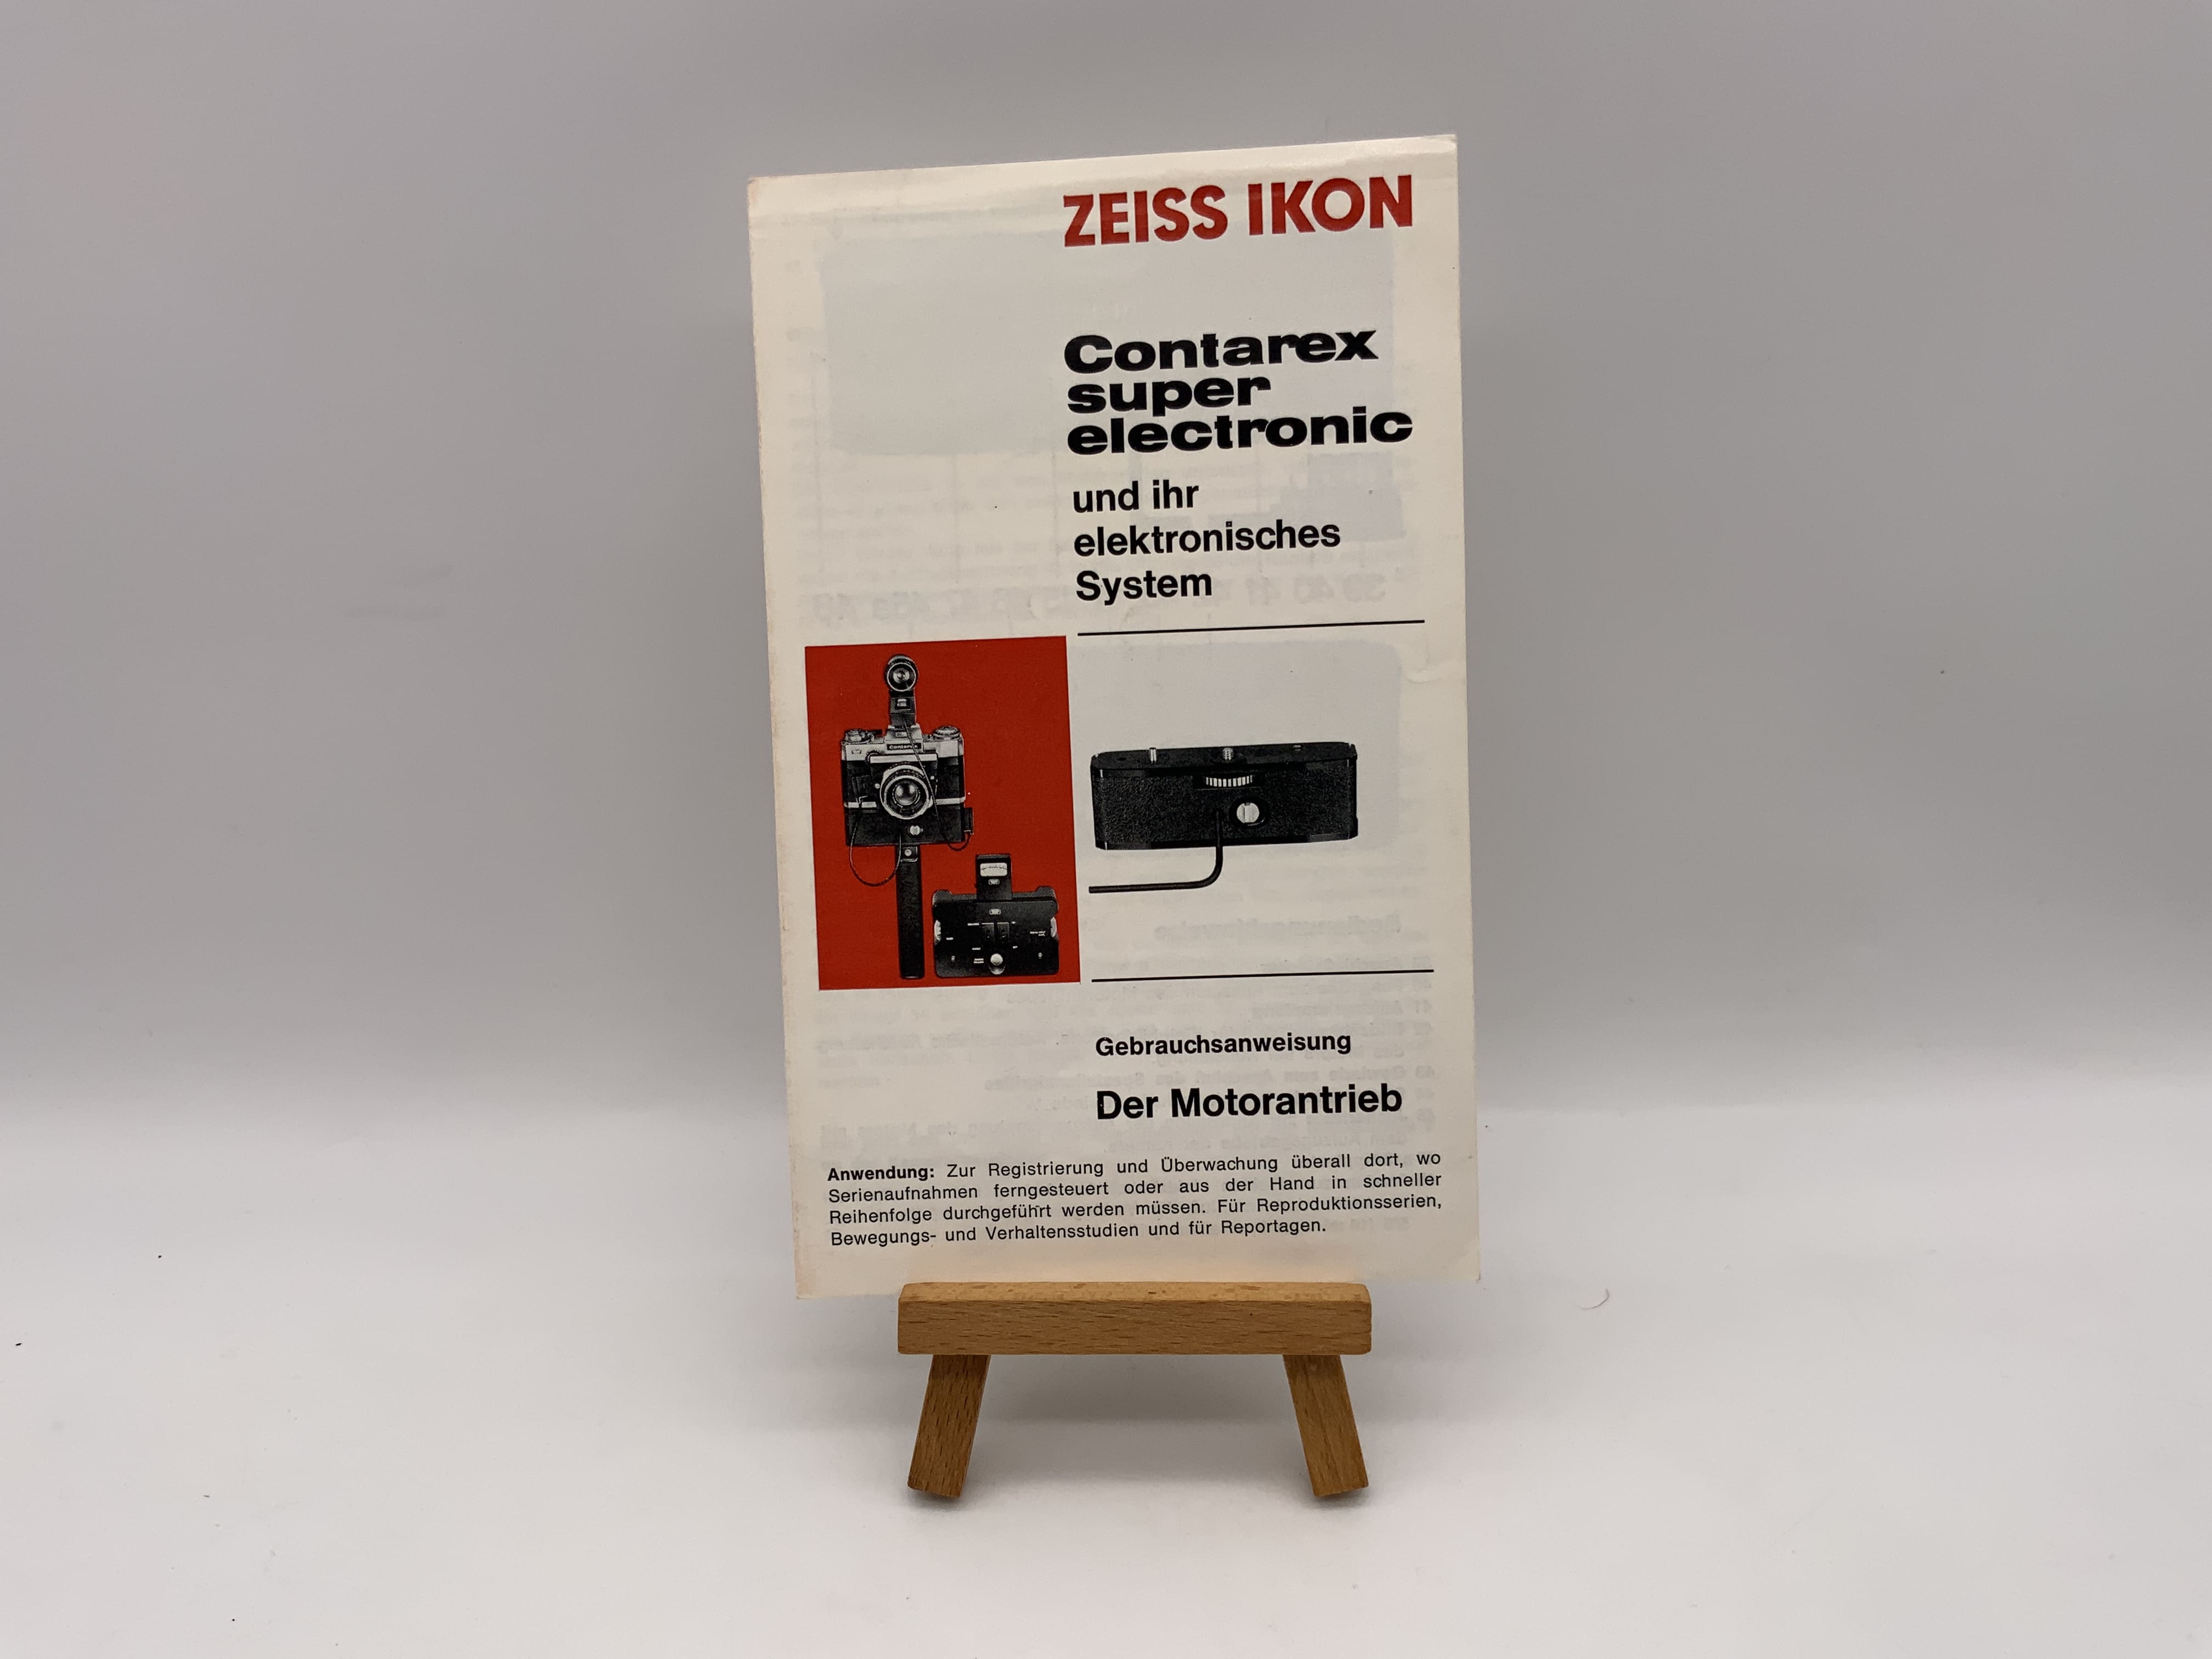 ZEISS IKON
Contarex
super
electronic
und ihr
elektronisches
System
Contarex
Gebrauchsanweisung
Der Motorantrieb
Anwendung: Zur Registrierung und Überwachung überall dort, wo
Serienaufnahmen ferngesteuert oder aus der Hand in schneller
Reihenfolge durchgeführt werden müssen. Für Reproduktionsserien,
Bewegungs- und Verhaltensstudien und für Reportagen.